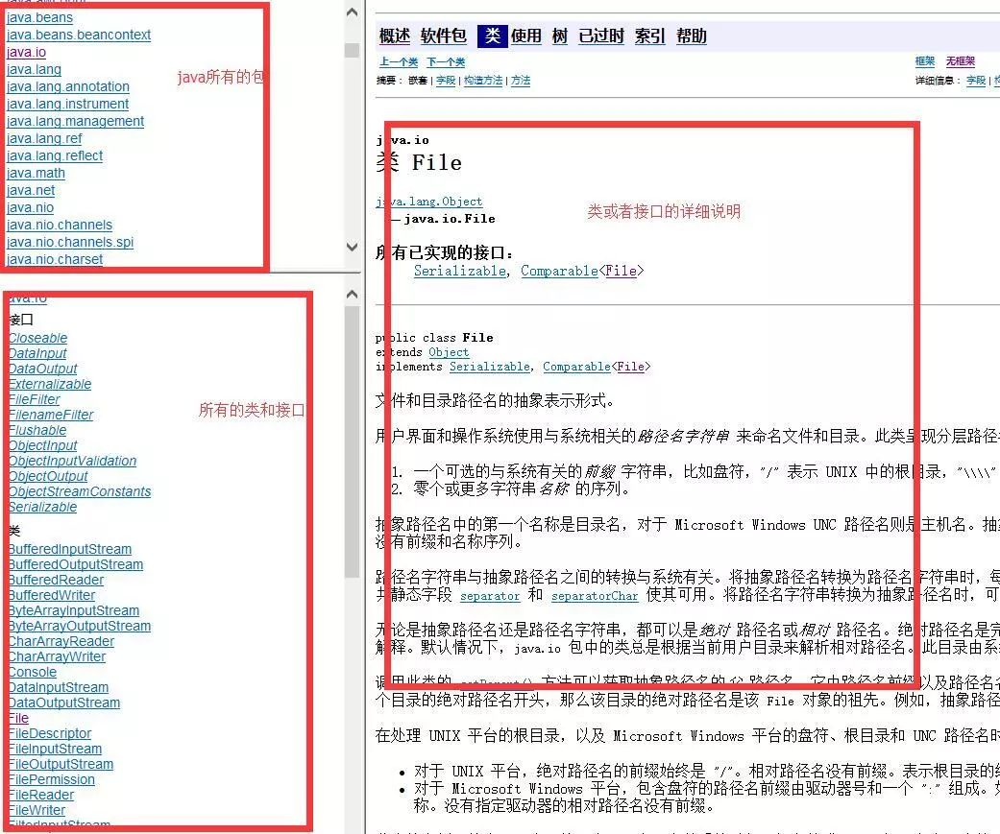 java.beans
java.beans.beancontext
java.io
java.lang
java所有的包
java.lang.annotation
java.lang.instrument
java.lang.management
java.lang.ref
java.lang.reflect
java.math
java.net
java.nio
java.nio.channels
java.nio.channels.spi
java.nio.charset
java.io
接口
Closeable
DataInput
DataOutput
Externalizable
FileFilter
FilenameFilter
所有的类和接口
Flushable
ObjectInput
ObjectInputValidation
ObjectOutput
ObjectStreamConstants
Serializable
类
BufferedInputStream
BufferedOutputStream
BufferedReader
BufferedWriter
ByteArrayInputStream
ByteArrayOutputStream
CharArrayReader
CharArrayWriter
Console
DataInputStream
DataOutputStream
File
FileDescriptor
FileInputStream
FileOutputStream
FilePermission
FileReader
FileWriter
FilterInputStream
概述 软件包 类 使用 树 已过时 索引 帮助
上一个类 下一个类
框架 无框架
摘要： 嵌套 | 字段 | 构造方法 | 方法
详细信息： 字段 |
java.io
类 File
java.lang.Object
java.io.File
类或者接口的详细说明
所有已实现的接口：
Serializable, Comparable<File>
public class File
extends Object
implements Serializable, Comparable<File>
文件和目录路径名的抽象表示形式。
用户界面和操作系统使用与系统相关的路径名字符串 来命名文件和目录。此类呈现分层路径
1. 一个可选的与系统有关的前缀 字符串，比如盘符，"/" 表示 UNIX 中的根目录，"\\\\"
2. 零个或更多字符串名称 的序列。
抽象路径名中的第一个名称是目录名，对于 Microsoft Windows UNC 路径名则是主机名。抽
没有前缀和名称序列。
路径名字符串与抽象路径名之间的转换与系统有关。将抽象路径名转换为路径名字符串时，每
共静态字段 separator 和 separatorChar 使其可用。将路径名字符串转换为抽象路径名时，可
无论是抽象路径名还是路径名字符串，都可以是绝对 路径名或相对 路径名。绝对路径名是完
解释。默认情况下，java.io 包中的类总是根据当前用户目录来解析相对路径名。此目录由系
调用此类的 getParent() 方法可以获取抽象路径名的父 路径名，它由路径名前缀以及路径名
个目录的绝对路径名开头，那么该目录的绝对路径名是该 File 对象的祖先。例如，抽象路径
在处理 UNIX 平台的根目录，以及 Microsoft Windows 平台的盘符、根目录和 UNC 路径名时
• 对于 UNIX 平台，绝对路径名的前缀始终是 "/"。相对路径名没有前缀。表示根目录的
• 对于 Microsoft Windows 平台，包含盘符的路径名前缀由驱动器号和一个 ":" 组成。
称。没有指定驱动器的相对路径名没有前缀。